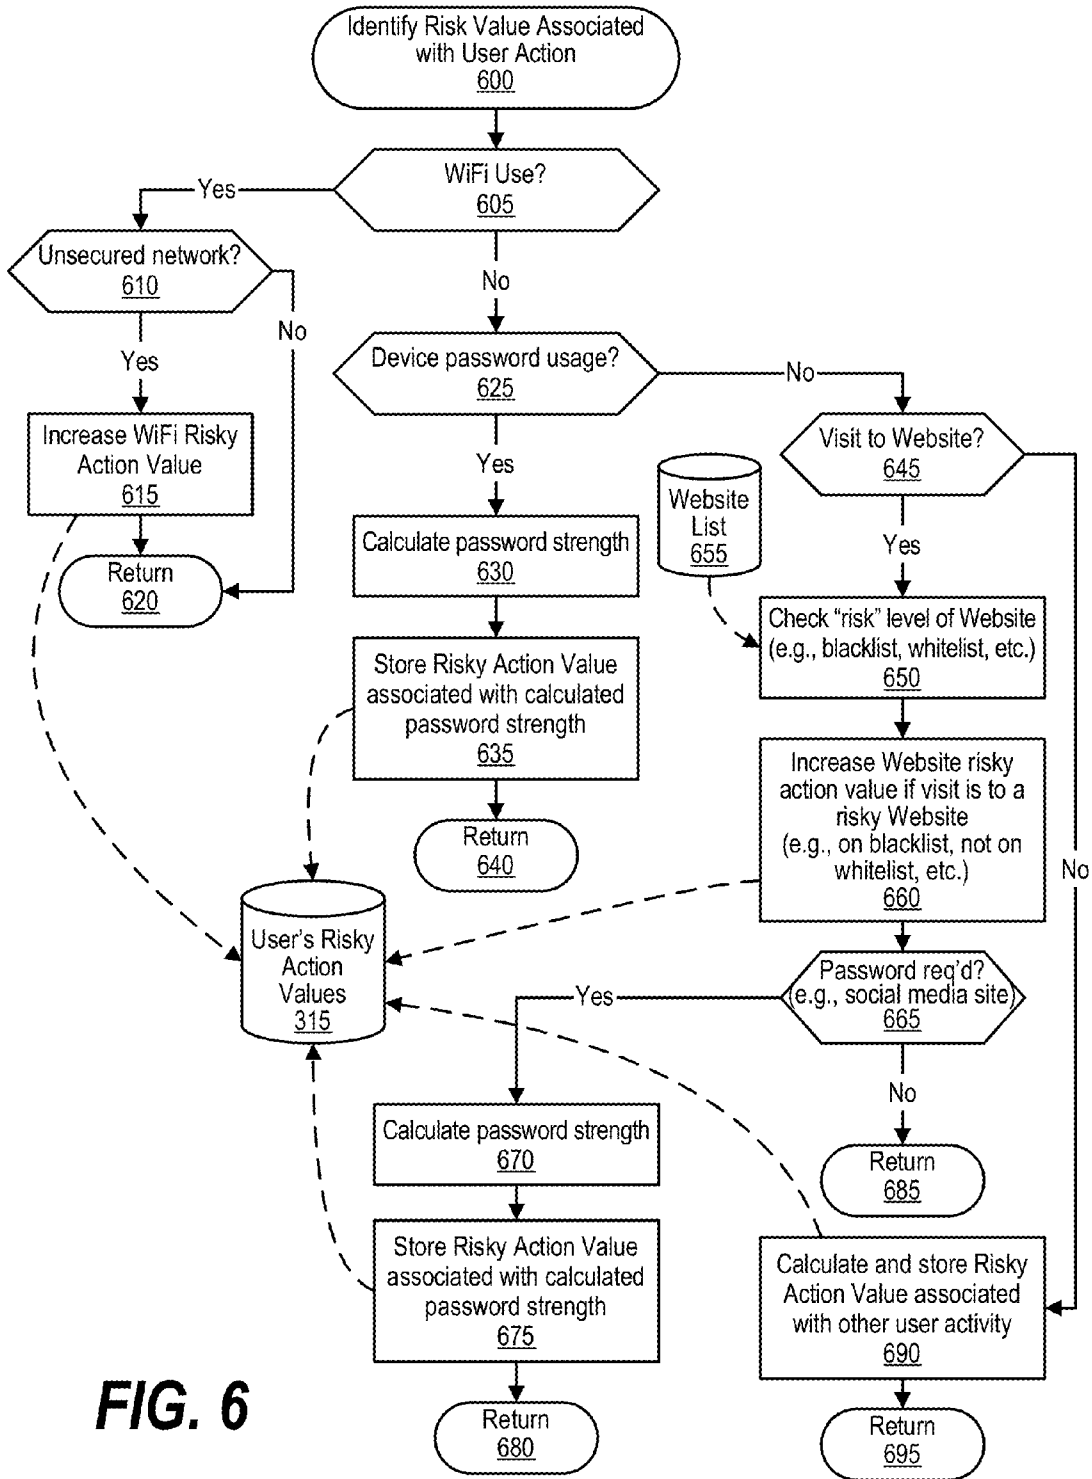 Identify Risk Value Associated
with User Action
600
WiFi Use?
605
Yes
No
Unsecured network?
610
No
Yes
Increase WiFi Risky
Action Value
615
Return
620
Device password usage?
625
No
Yes
Calculate password strength
630
Store Risky Action Value
associated with calculated
password strength
635
Return
640
Visit to Website?
645
Yes
No
Website
List
655
Check “risk” level of Website
(e.g., blacklist, whitelist, etc.)
650
Increase Website risky
action value if visit is to a
risky Website
(e.g., on blacklist, not on
whitelist, etc.)
660
User’s Risky
Action
Values
315
Password req’d?
(e.g., social media site)
665
Yes
No
Calculate password strength
670
Store Risky Action Value
associated with calculated
password strength
675
Return
680
Return
685
Calculate and store Risky
Action Value associated
with other user activity
690
Return
695
FIG. 6